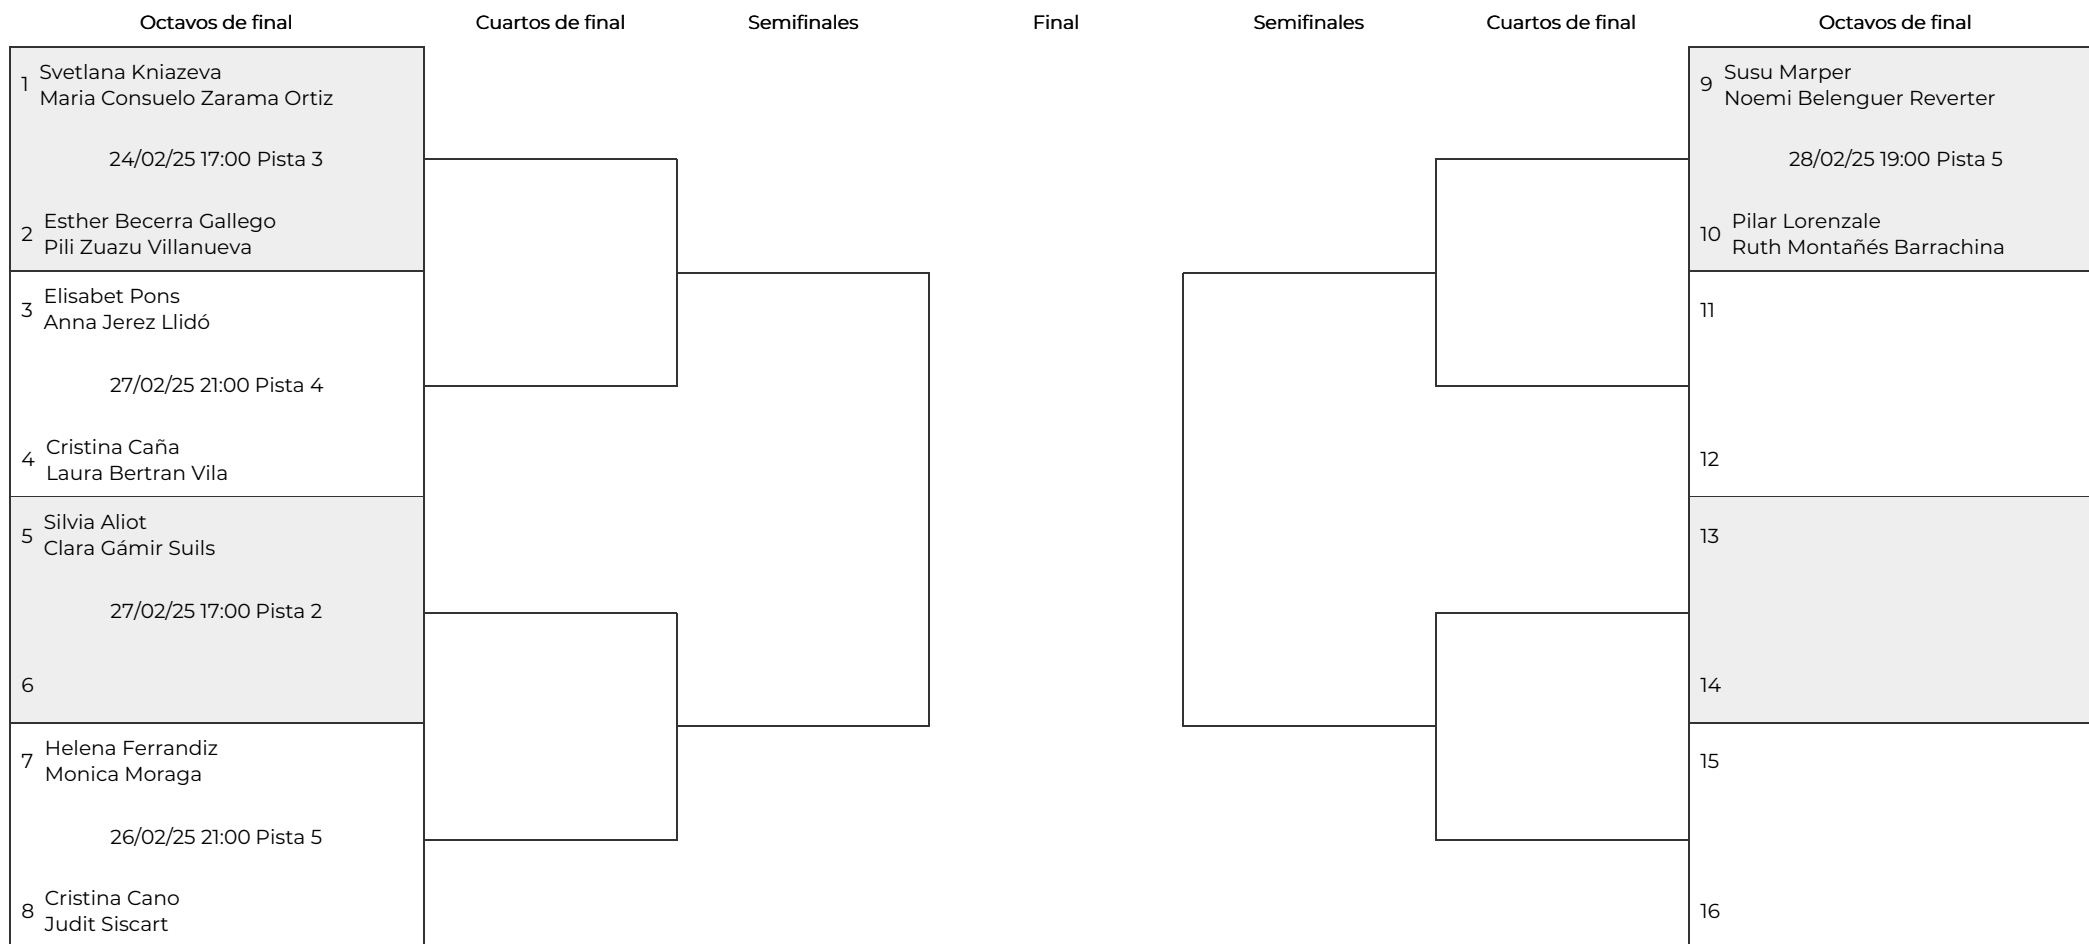 Octavos de final
Cuartos de final
Semifinales
Final
Semifinales
Cuartos de final
Octavos de final
1
Svetlana Kniazeva
Maria Consuelo Zarama Ortiz
24/02/25 17:00 Pista 3
2
Esther Becerra Gallego
Pili Zuazu Villanueva
3
Elisabet Pons
Anna Jerez Llidó
27/02/25 21:00 Pista 4
4
Cristina Caña
Laura Bertran Vila
5
Silvia Aliot
Clara Gámir Suils
27/02/25 17:00 Pista 2
6
7
Helena Ferrandiz
Monica Moraga
26/02/25 21:00 Pista 5
8
Cristina Cano
Judit Siscart
9
Susu Marper
Noemi Belenguer Reverter
28/02/25 19:00 Pista 5
10
Pilar Lorenzale
Ruth Montañés Barrachina
11
12
13
14
15
16